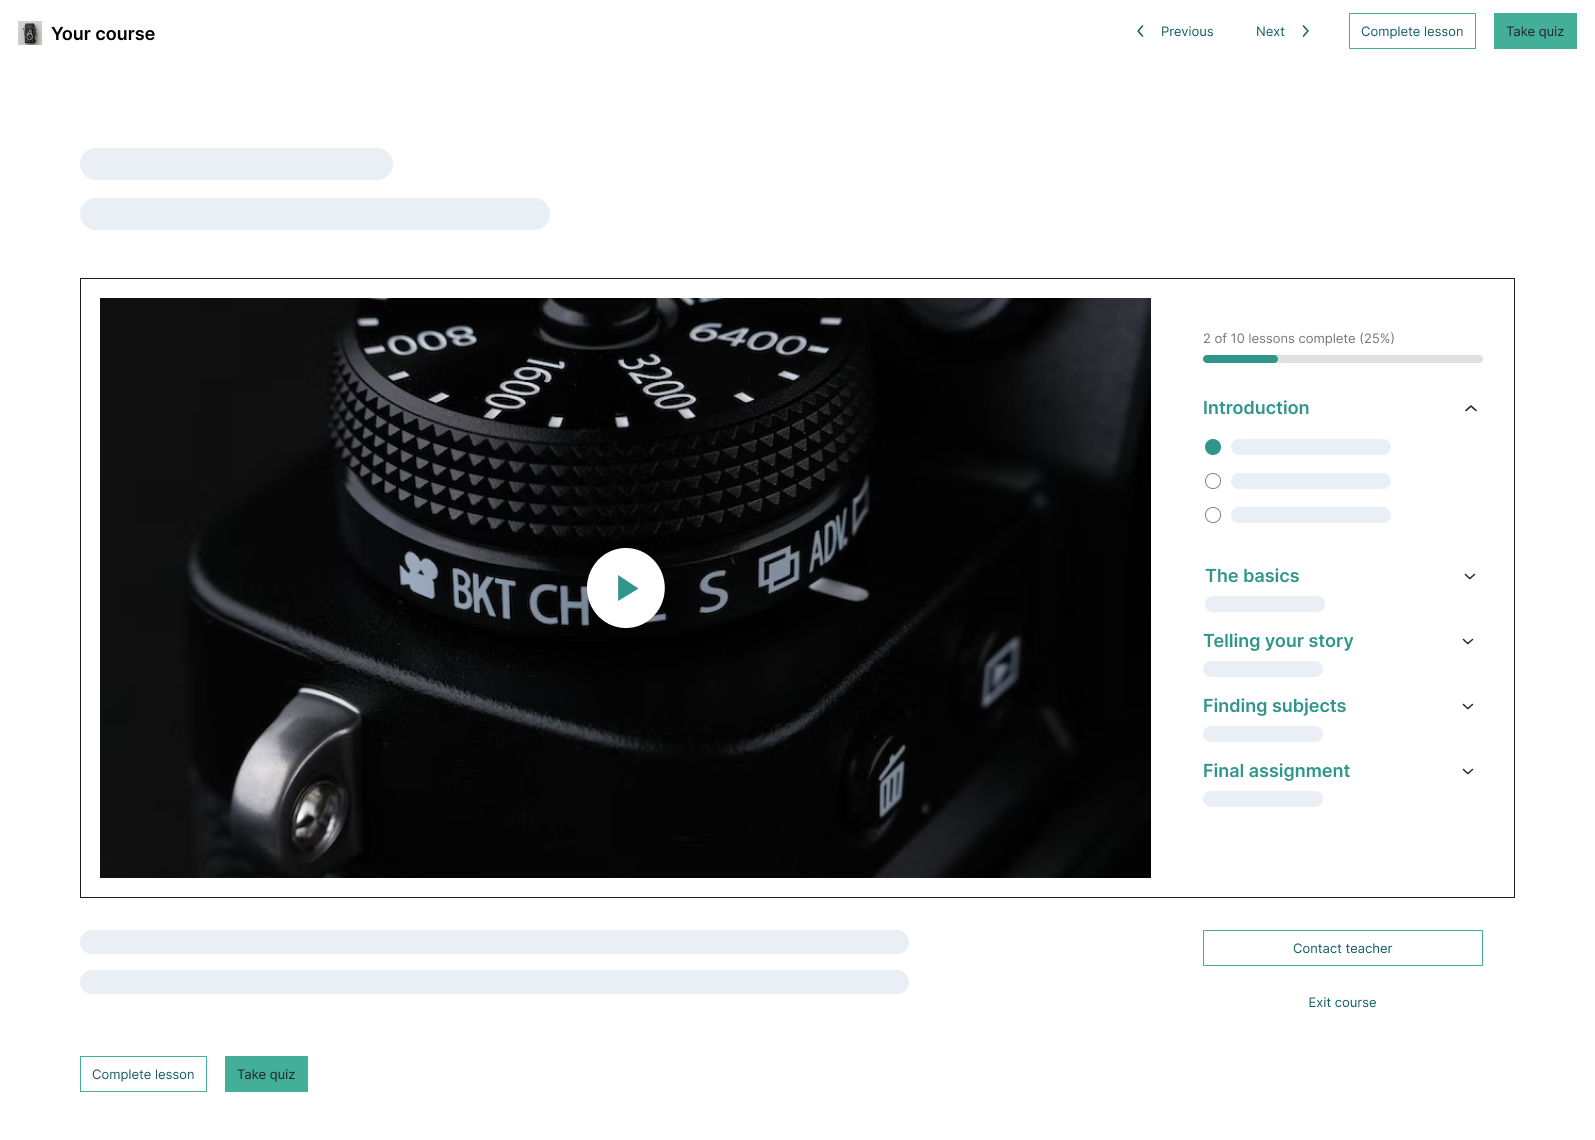 Your course
Previous
Next
Complete lesson
Take quiz
800
1600
3200
6400
BKT CH
S
ADV.
2 of 10 lessons complete (25%)
Introduction
The basics
Telling your story
Finding subjects
Final assignment
Contact teacher
Exit course
Complete lesson
Take quiz